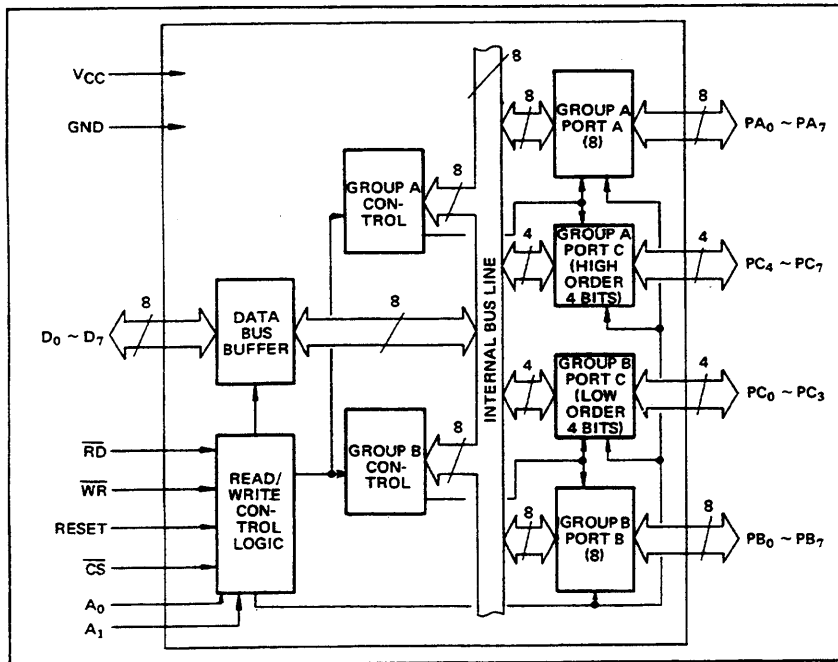 VCC
GND
D0 ~ D7
RD
WR
RESET
CS
A0
A1
8
DATA
BUS
BUFFER
8
READ/
WRITE
CON-
TROL
LOGIC
GROUP A
CON-
TROL
8
GROUP B
CON-
TROL
8
8
INTERNAL BUS LINE
8
GROUP A
PORT A
(8)
8
PA0 ~ PA7
4
GROUP A
PORT C
(HIGH
ORDER
4 BITS)
4
PC4 ~ PC7
4
GROUP B
PORT C
(LOW
ORDER
4 BITS)
4
PC0 ~ PC3
8
GROUP B
PORT B
(8)
8
PB0 ~ PB7